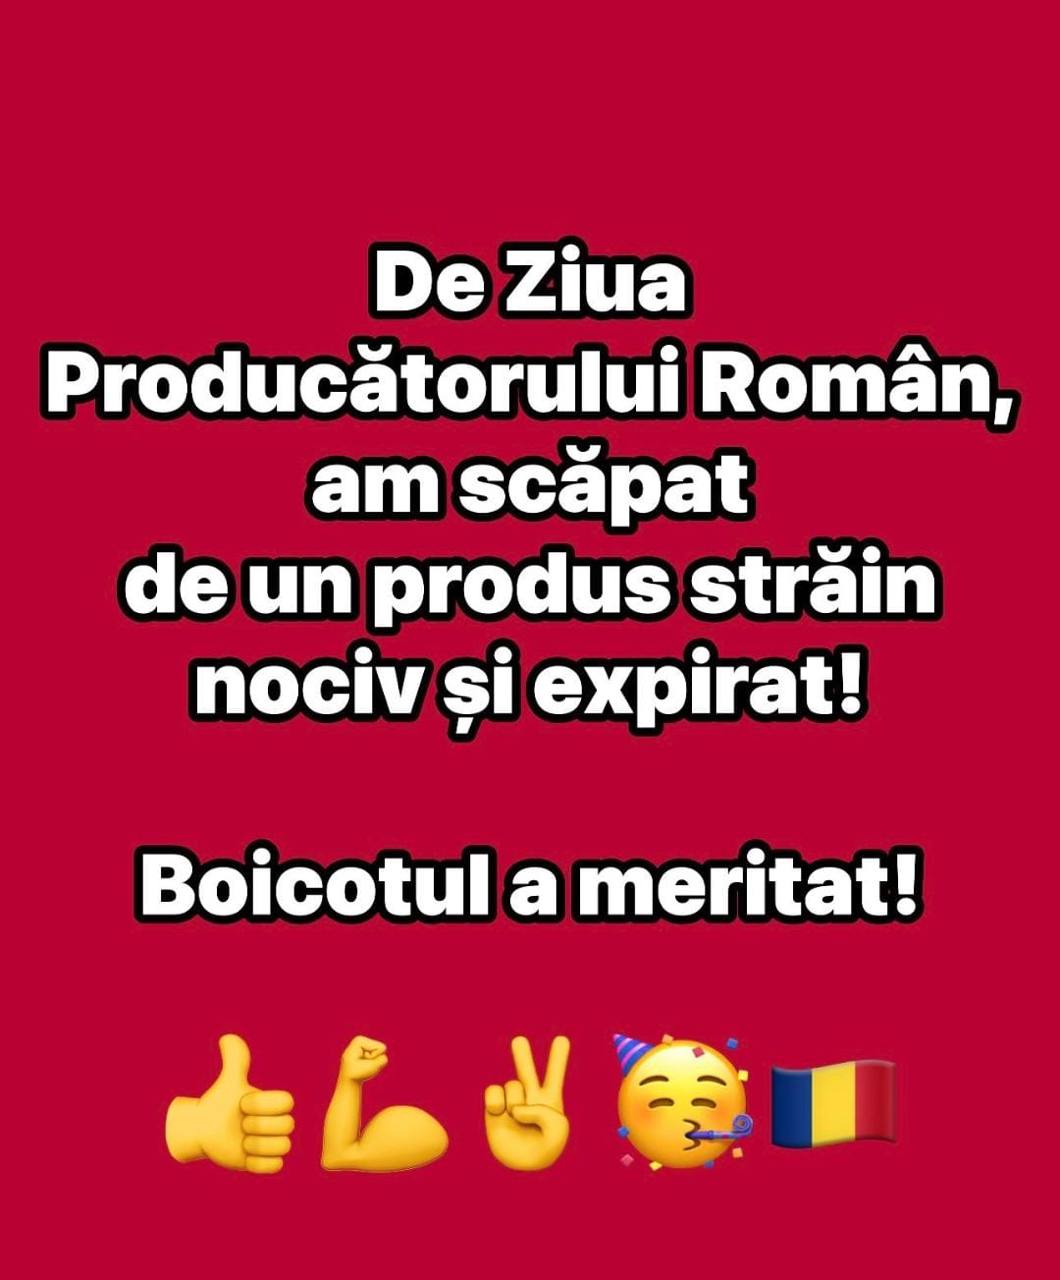 De Ziua
Producătorului Român,
am scăpat
de un produs străin
nociv și expirat!
Boicotul a meritat!